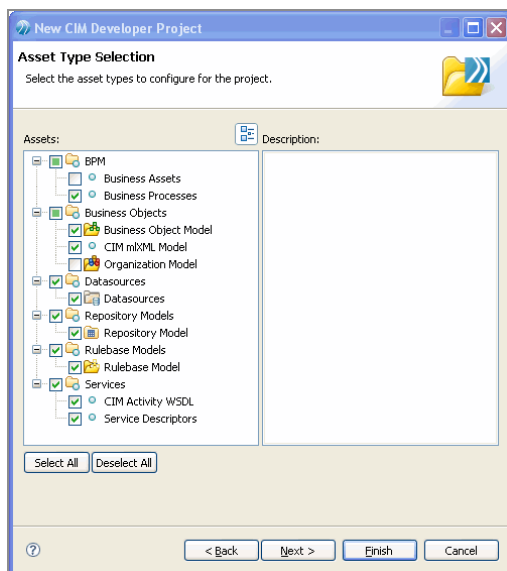 New CIM Developer Project
Asset Type Selection
Select the asset types to configure for the project.
Assets:
Description:
BPM
Business Assets
Business Processes
Business Objects
Business Object Model
CIM mlXML Model
Organization Model
Datasources
Datasources
Repository Models
Repository Model
Rulebase Models
Rulebase Model
Services
CIM Activity WSDL
Service Descriptors
Select All
Deselect All
?
< Back
Next >
Finish
Cancel